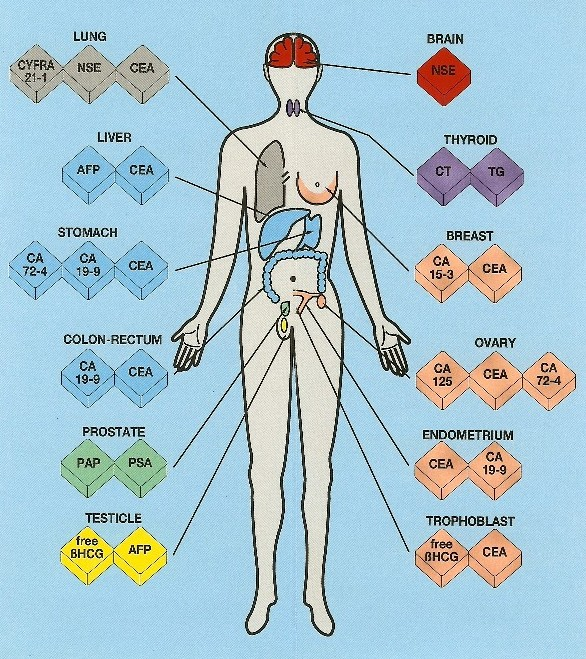 LUNG
CYFRA
21-1
NSE
CEA
LIVER
AFP
CEA
STOMACH
CA
72-4
CA
19-9
CEA
COLON-RECTUM
CA
19-9
CEA
PROSTATE
PAP
PSA
TESTICLE
free
ßHCG
AFP
BRAIN
NSE
THYROID
CT
TG
BREAST
CA
15-3
CEA
OVARY
CA
125
CEA
CA
72-4
ENDOMETRIUM
CEA
CA
19-9
TROPHOBLAST
free
ßHCG
CEA